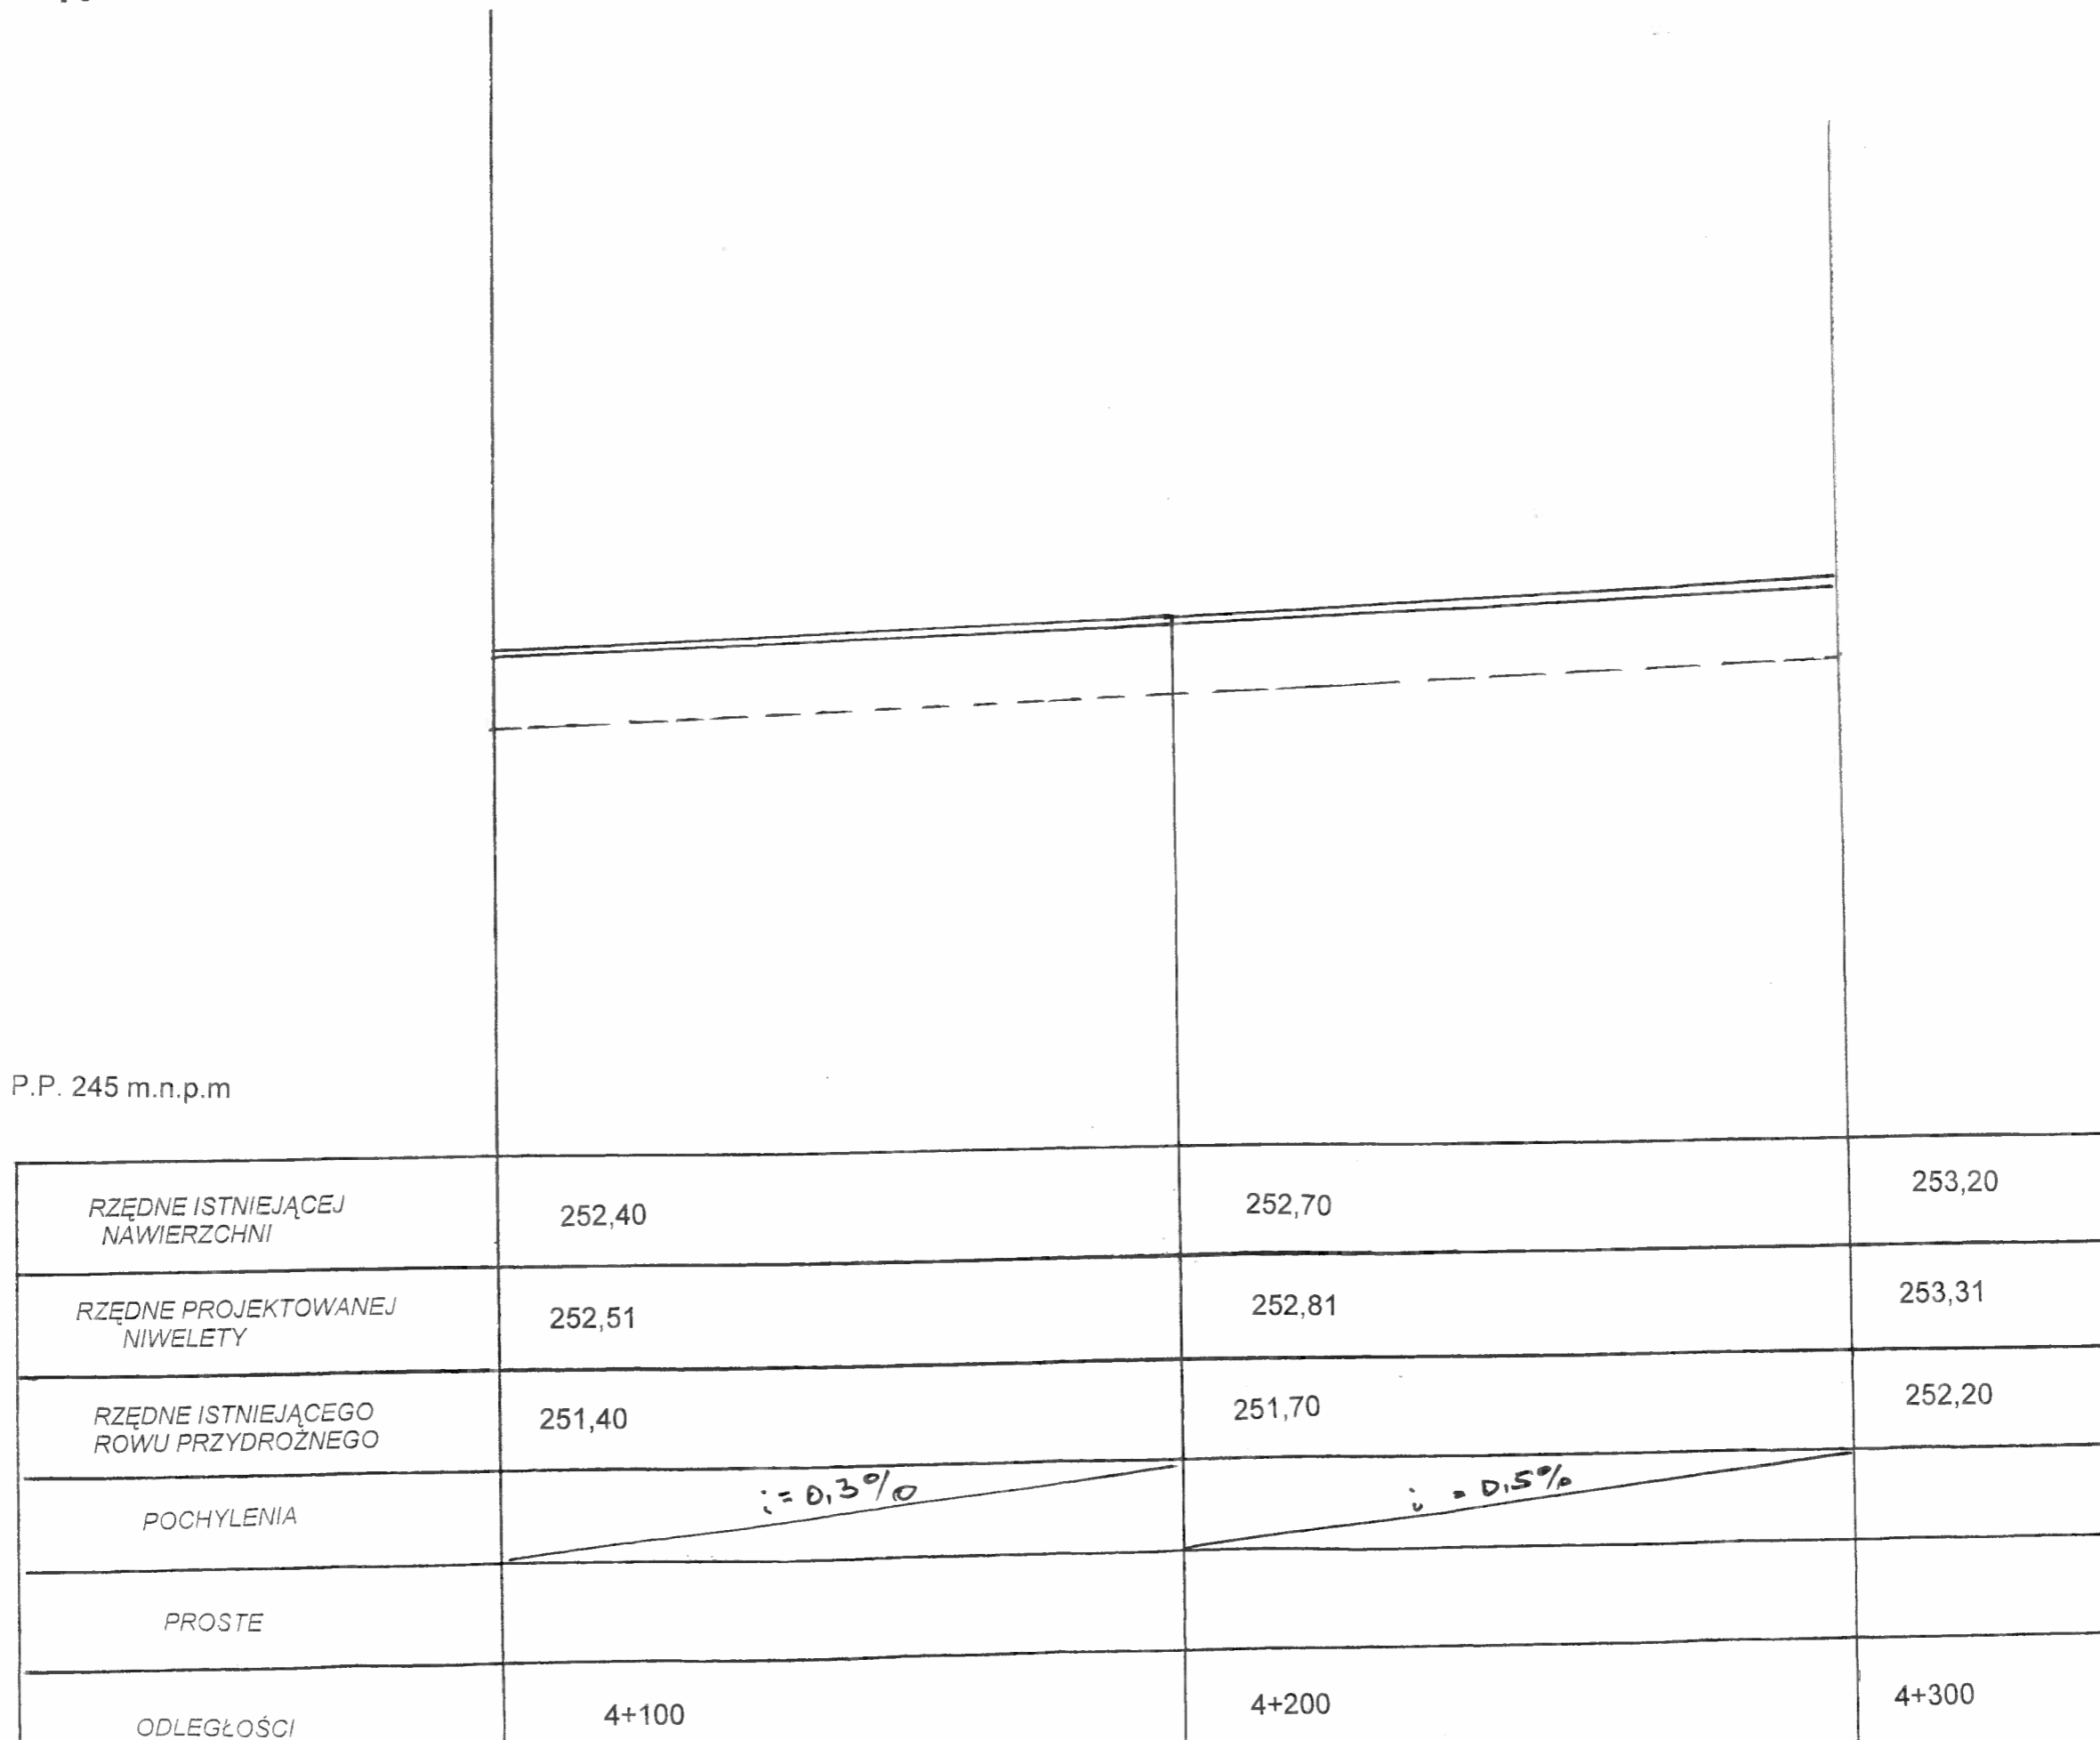 P.P. 245 m.n.p.m
RZĘDNE ISTNIEJĄCEJ
NAWIERZCHNI
252,40
252,70
253,20
RZĘDNE PROJEKTOWANEJ
NIWELETY
252,51
252,81
253,31
RZĘDNE ISTNIEJĄCEGO
ROWU PRZYDROŻNEGO
251,40
251,70
252,20
POCHYLENIA
i = 0,3%
i = 0,5%
PROSTE
ODLEGŁOŚCI
4+100
4+200
4+300